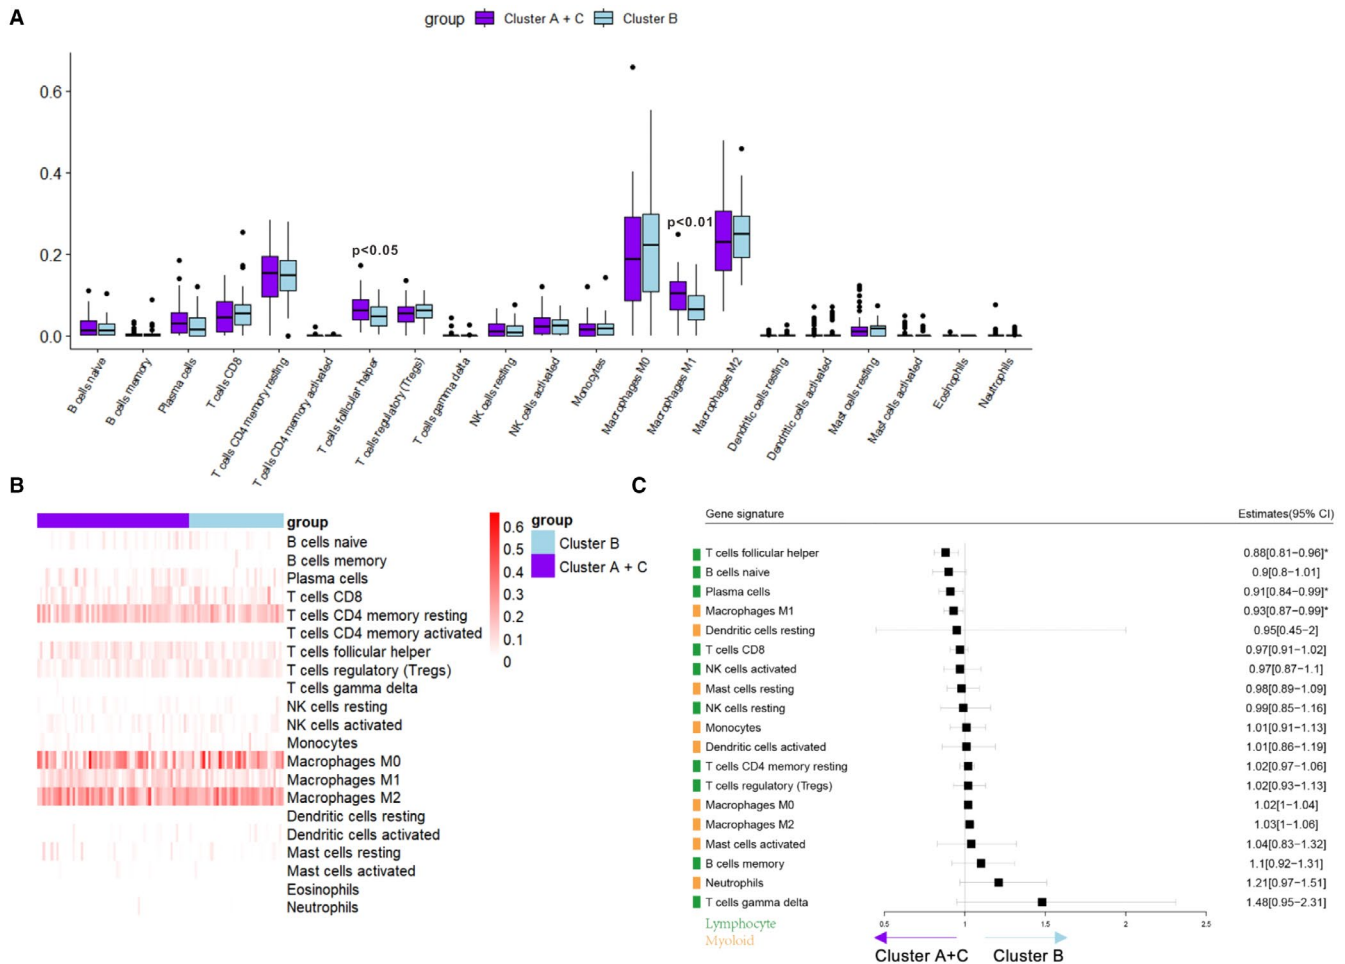 A
group Cluster A + C Cluster B
0.6
0.4
0.2
0.0
p<0.05
p<0.01
B cells naive
B cells memory
Plasma cells
T cells CD8
T cells CD4 memory resting
T cells CD4 memory activated
T cells follicular helper
T cells regulatory (Tregs)
T cells gamma delta
NK cells resting
NK cells activated
Monocytes
Macrophages M0
Macrophages M1
Macrophages M2
Dendritic cells resting
Dendritic cells activated
Mast cells resting
Mast cells activated
Eosinophils
Neutrophils
B
group
B cells naive
B cells memory
Plasma cells
T cells CD8
T cells CD4 memory resting
T cells CD4 memory activated
T cells follicular helper
T cells regulatory (Tregs)
T cells gamma delta
NK cells resting
NK cells activated
Monocytes
Macrophages M0
Macrophages M1
Macrophages M2
Dendritic cells resting
Dendritic cells activated
Mast cells resting
Mast cells activated
Eosinophils
Neutrophils
0.6
0.5
0.4
0.3
0.2
0.1
0
group
Cluster B
Cluster A + C
C
Gene signature Estimates(95% CI)
T cells follicular helper 0.88[0.81−0.96]*
B cells naive 0.9[0.8−1.01]
Plasma cells 0.91[0.84−0.99]*
Macrophages M1 0.93[0.87−0.99]*
Dendritic cells resting 0.95[0.45−2]
T cells CD8 0.97[0.91−1.02]
NK cells activated 0.97[0.87−1.1]
Mast cells resting 0.98[0.89−1.09]
NK cells resting 0.99[0.85−1.16]
Monocytes 1.01[0.91−1.13]
Dendritic cells activated 1.01[0.86−1.19]
T cells CD4 memory resting 1.02[0.97−1.06]
T cells regulatory (Tregs) 1.02[0.93−1.13]
Macrophages M0 1.02[1−1.04]
Macrophages M2 1.03[1−1.06]
Mast cells activated 1.04[0.83−1.32]
B cells memory 1.1[0.92−1.31]
Neutrophils 1.21[0.97−1.51]
T cells gamma delta 1.48[0.95−2.31]
Lymphocyte
Myoloid
0.5 1 1.5 2 2.5
Cluster A+C Cluster B